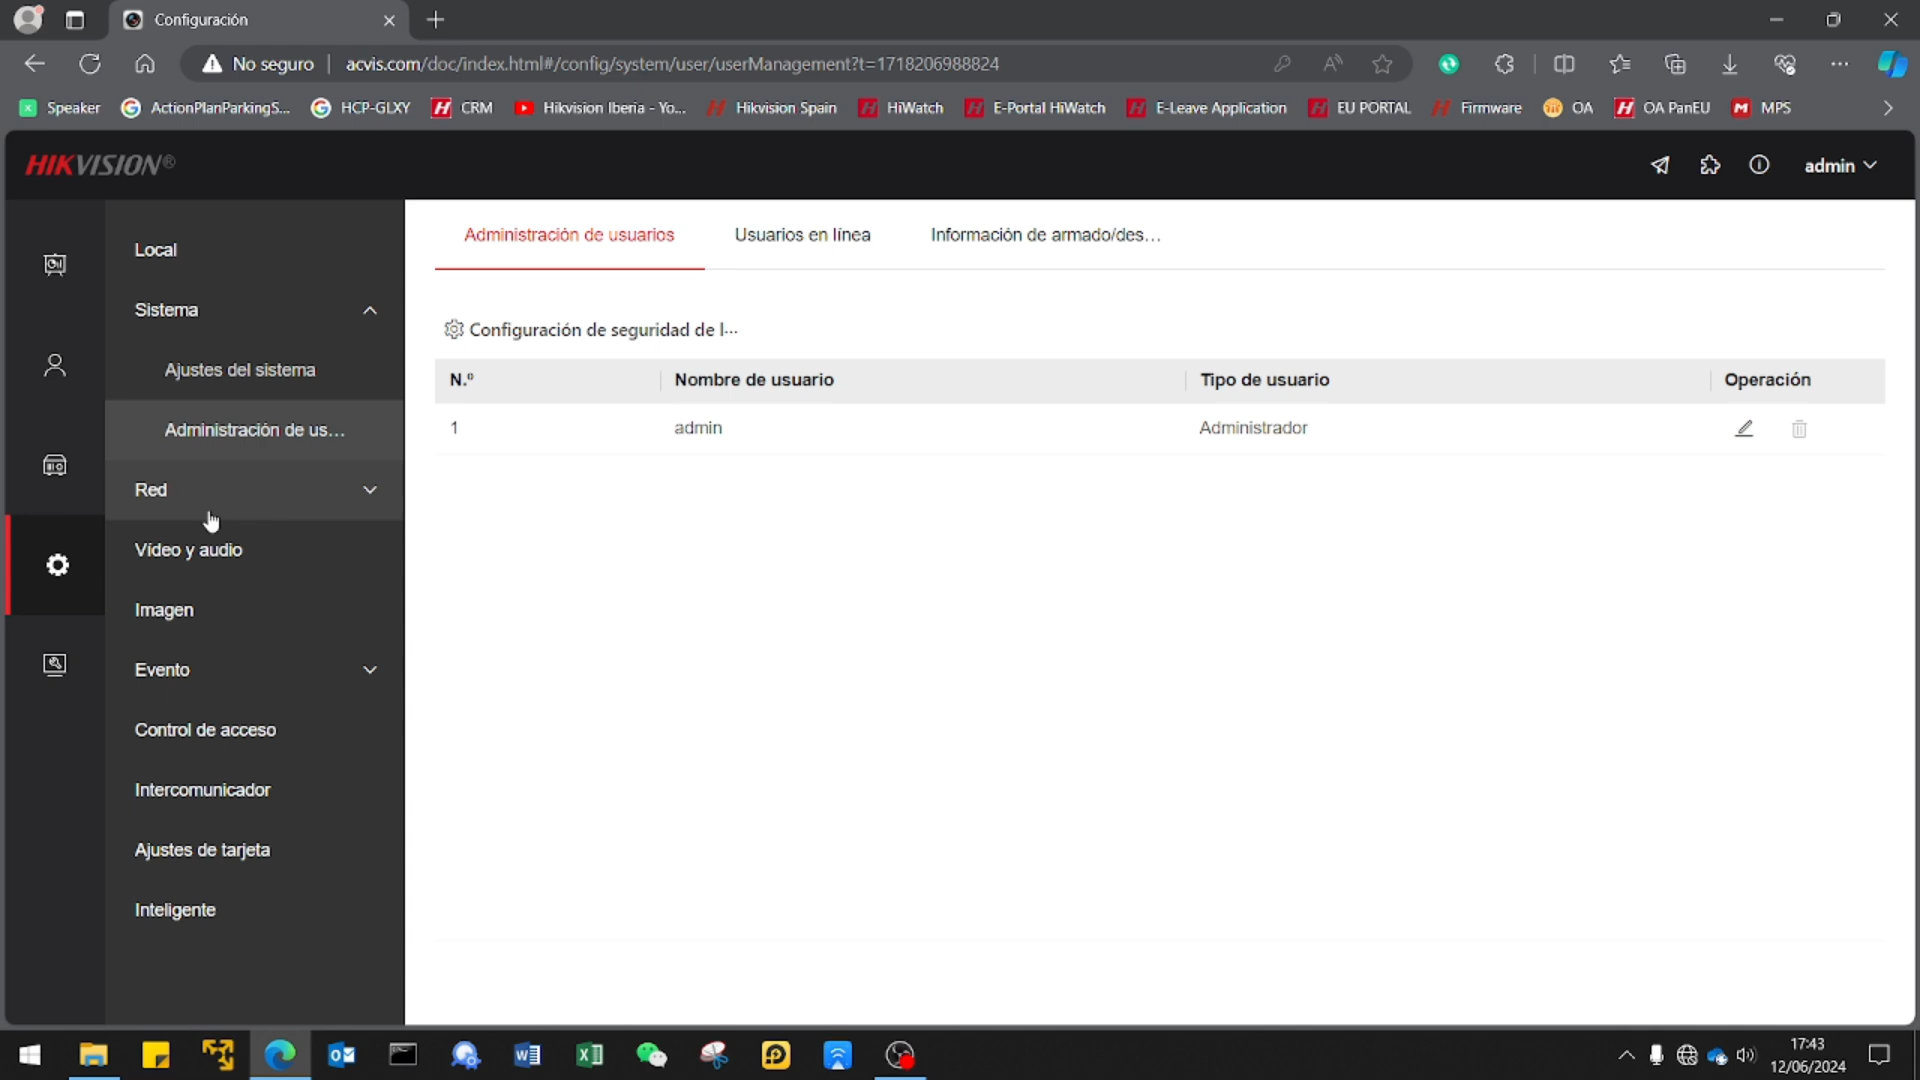 Configuración
No seguro
acvis.com/doc/index.html#/config/system/user/userManagement?t=1718206988824
Speaker
ActionPlanParkingS...
HCP-GLXY
CRM
Hikvision Iberia - Yo...
Hikvision Spain
HiWatch
E-Portal HiWatch
E-Leave Application
EU PORTAL
Firmware
OA
OA PanEU
MPS
HIKVISION®
admin
Local
Sistema
Ajustes del sistema
Administración de us...
Red
Vídeo y audio
Imagen
Evento
Control de acceso
Intercomunicador
Ajustes de tarjeta
Inteligente
Administración de usuarios
Usuarios en línea
Información de armado/des...
Configuración de seguridad de l...
N.º Nombre de usuario Tipo de usuario Operación
1 admin Administrador
17:43
12/06/2024